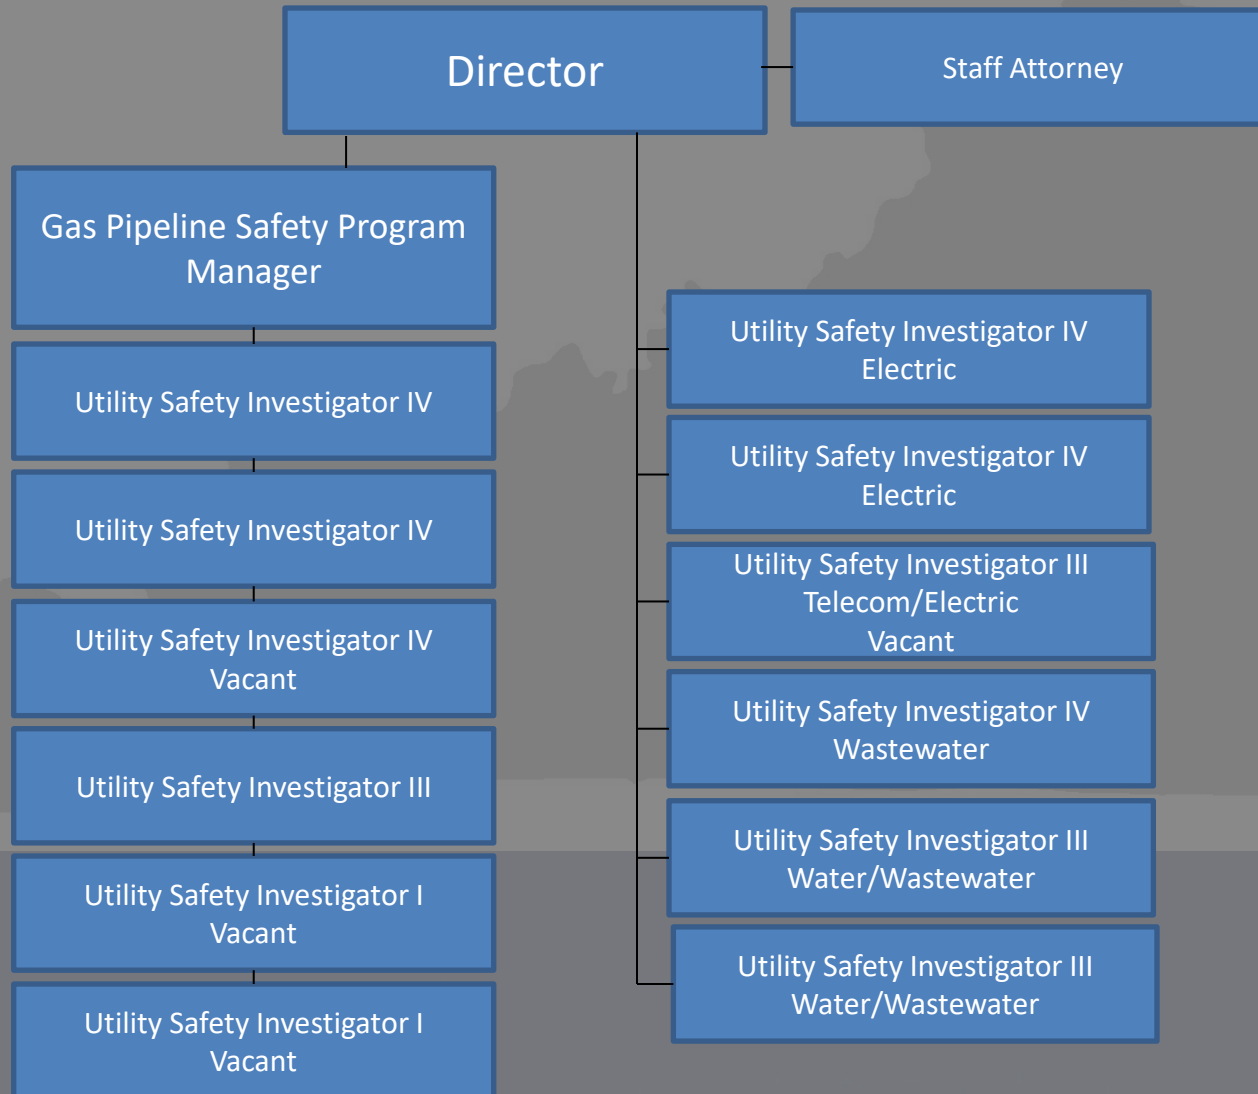 Director
Staff Attorney
Gas Pipeline Safety Program
Manager
Utility Safety Investigator IV
Utility Safety Investigator IV
Utility Safety Investigator IV
Vacant
Utility Safety Investigator III
Utility Safety Investigator I
Vacant
Utility Safety Investigator I
Vacant
Utility Safety Investigator IV
Electric
Utility Safety Investigator IV
Electric
Utility Safety Investigator III
Telecom/Electric
Vacant
Utility Safety Investigator IV
Wastewater
Utility Safety Investigator III
Water/Wastewater
Utility Safety Investigator III
Water/Wastewater